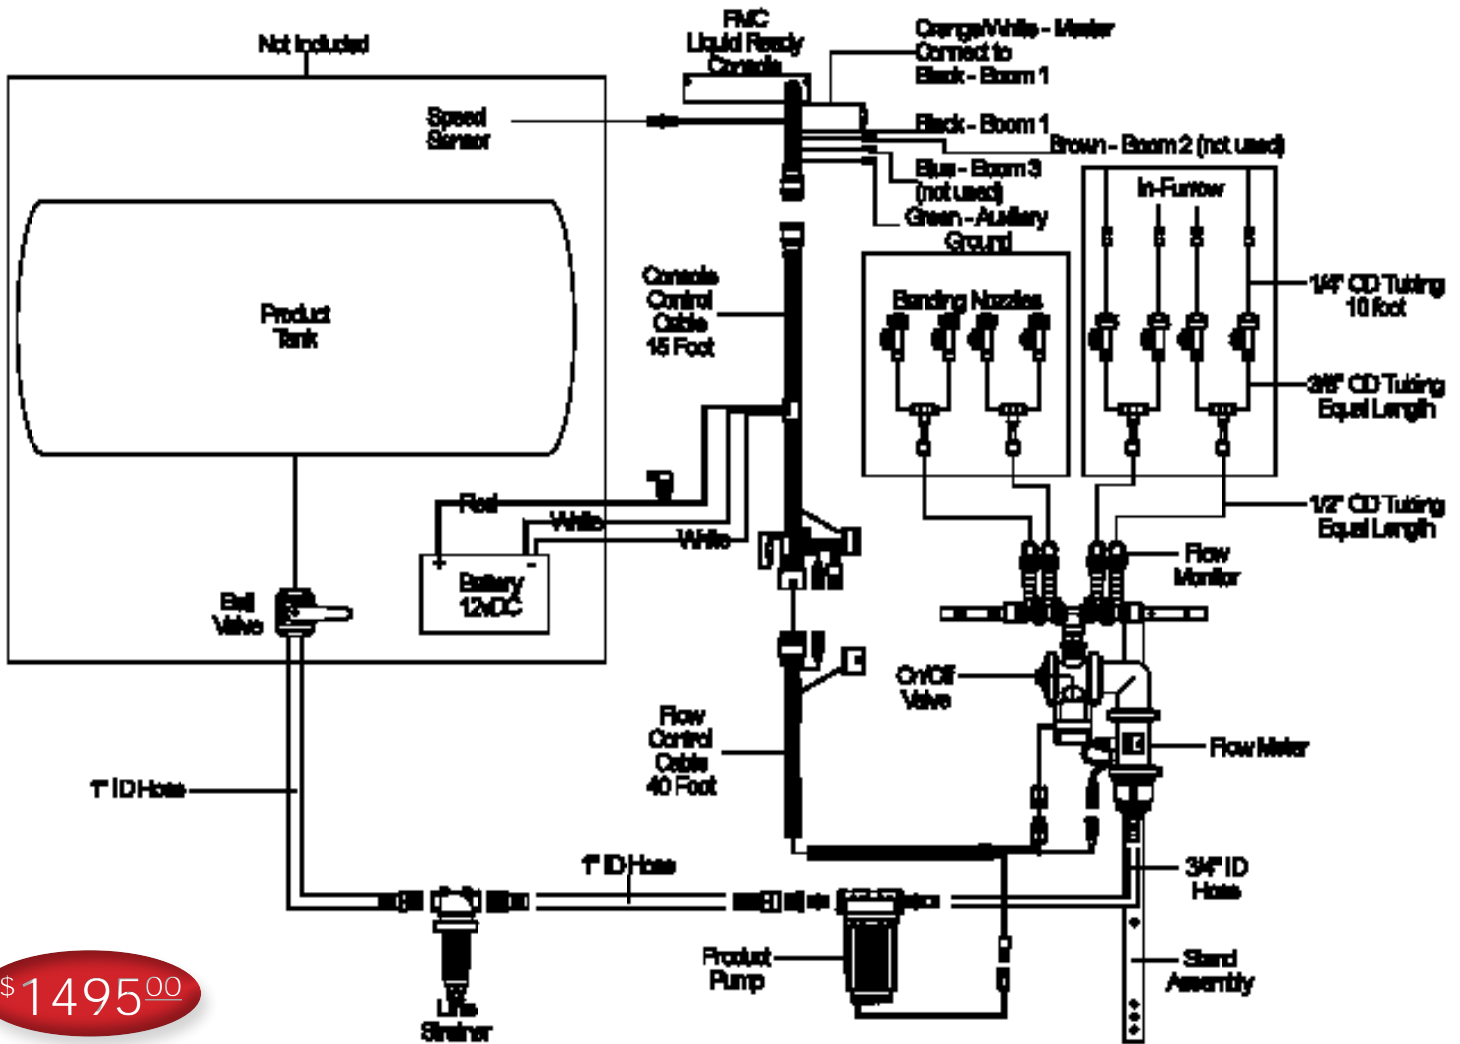 Not Included
FMC
Liquid Ready
Console
Orange/White - Master
Connect to
Black - Boom 1
Speed
Sensor
Black - Boom 1
Brown - Boom 2 (not used)
Blue - Boom 3
(not used)
Green - Auxiliary
Ground
In-Furrow
Console
Control
Cable
15 Foot
Banding Nozzles
1/4" OD Tubing
10 foot
Product
Tank
3/8" OD Tubing
Equal Length
Red
White
White
1/2" OD Tubing
Equal Length
Flow
Monitor
+ -
Battery
12vDC
Ball
Valve
On/Off
Valve
Flow
Control
Cable
40 Foot
Flow Meter
1" ID Hose
1" ID Hose
3/4" ID
Hose
Product
Pump
Stand
Assembly
$149500
Line
Strainer